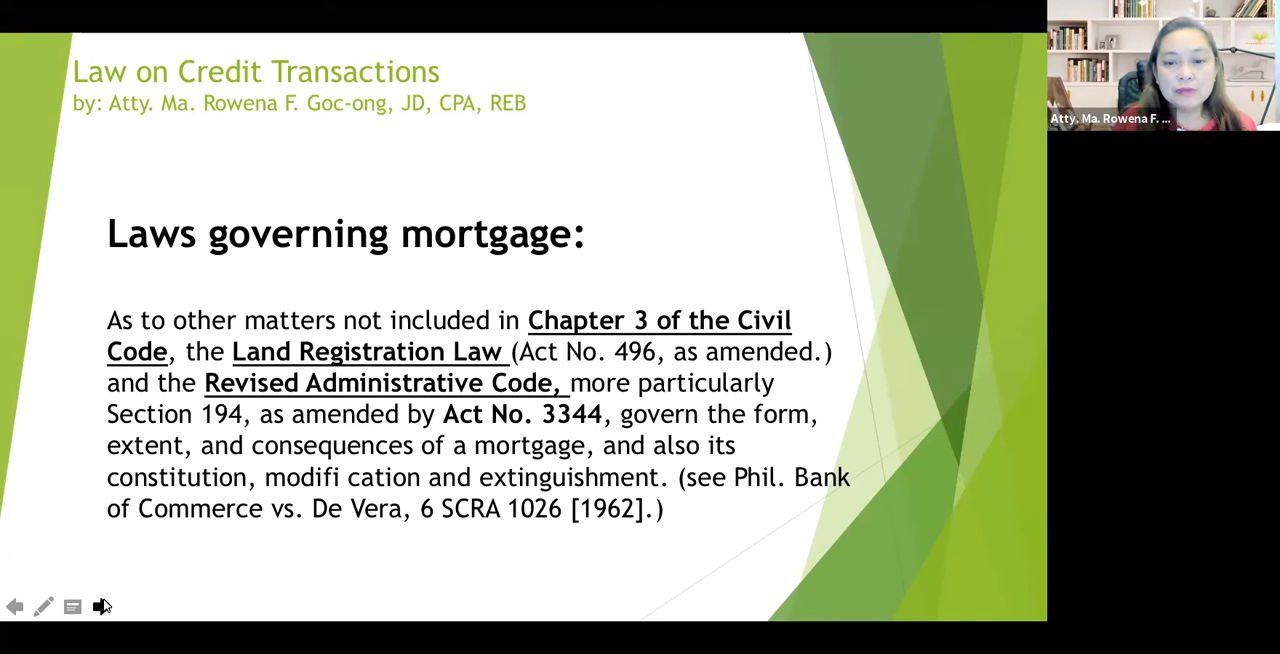 Law on Credit Transactions
by: Atty. Ma. Rowena F. Goc-ong, JD, CPA, REB
Laws governing mortgage:
As to other matters not included in Chapter 3 of the Civil
Code, the Land Registration Law (Act No. 496, as amended.)
and the Revised Administrative Code, more particularly
Section 194, as amended by Act No. 3344, govern the form,
extent, and consequences of a mortgage, and also its
constitution, modifi cation and extinguishment. (see Phil. Bank
of Commerce vs. De Vera, 6 SCRA 1026 [1962].)
Atty. Ma. Rowena F. ...